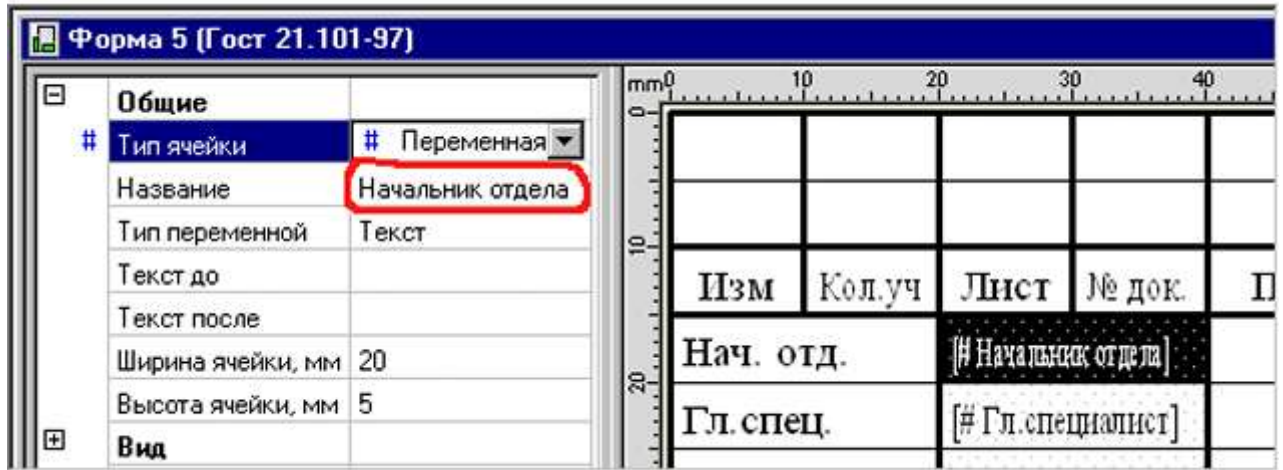 Форма 5 (Гост 21.101-97)
Общие
# Тип ячейки # Переменная
Название Начальник отдела
Тип переменной Текст
Текст до
Текст после
Ширина ячейки, мм 20
Высота ячейки, мм 5
Вид
mm 0 10 20 30 40
0
10
20
Изм Кол.уч Лист № док. П
Нач. отд. [# Начальник отдела]
Гл.спец. [# Гл.специалист]